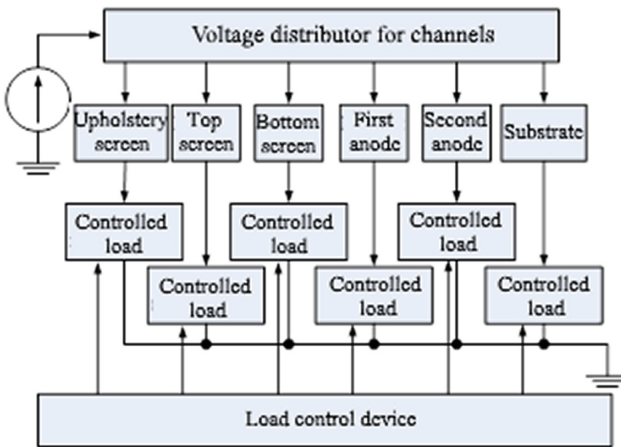 Voltage distributor for channels
Upholstery
screen
Top
screen
Bottom
screen
First
anode
Second
anode
Substrate
Controlled
load
Controlled
load
Controlled
load
Controlled
load
Controlled
load
Controlled
load
Load control device